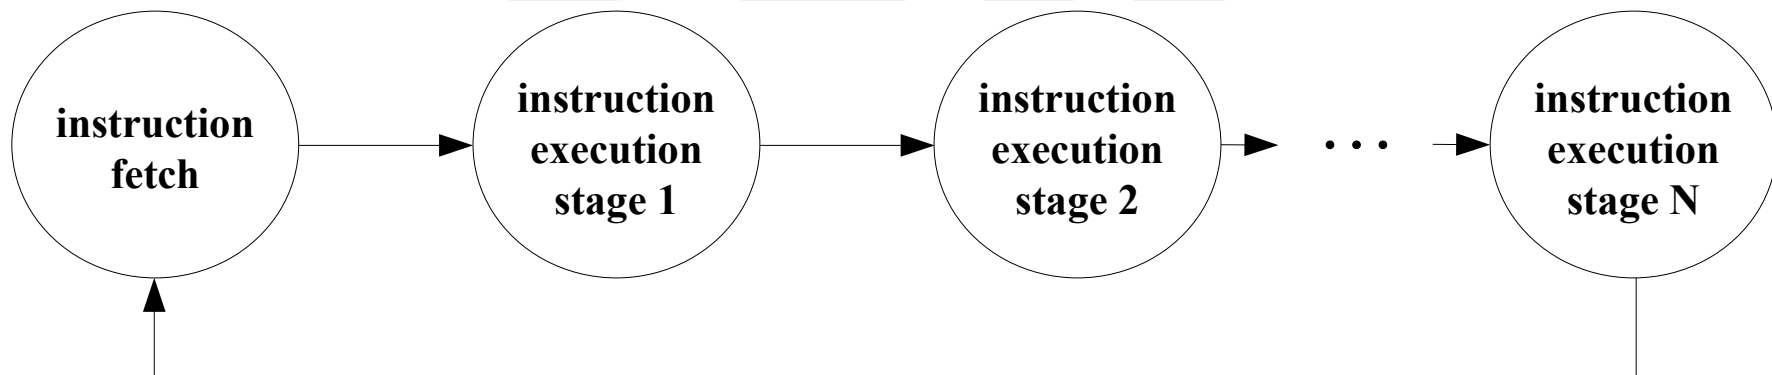 instruction
fetch
instruction
execution
stage 1
instruction
execution
stage 2
...
instruction
execution
stage N